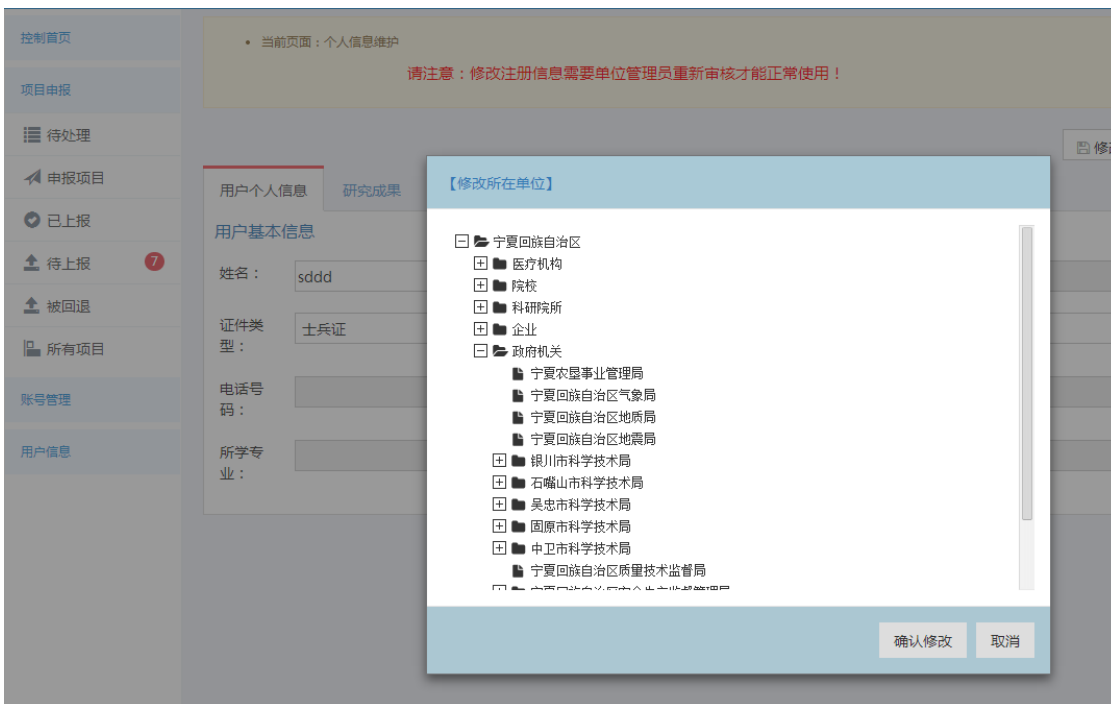 控制首页
当前页面：个人信息维护
请注意：修改注册信息需要单位管理员重新审核才能正常使用！
项目申报
待处理
申报项目
已上报
待上报 7
被回退
所有项目
账号管理
用户信息
用户个人信息 研究成果
用户基本信息
姓名： sddd
证件类型： 士兵证
电话号码：
所学专业：
【修改所在单位】
宁夏回族自治区
医疗机构
院校
科研院所
企业
政府机关
宁夏农垦事业管理局
宁夏回族自治区气象局
宁夏回族自治区地质局
宁夏回族自治区地震局
银川市科学技术局
石嘴山市科学技术局
吴忠市科学技术局
固原市科学技术局
中卫市科学技术局
宁夏回族自治区质量技术监督局
确认修改 取消